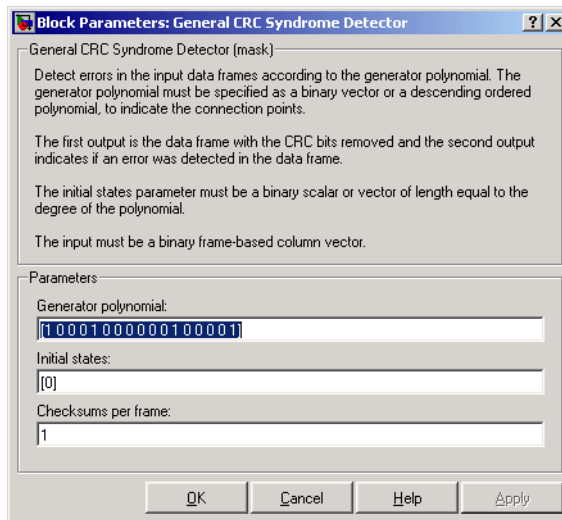 Block Parameters: General CRC Syndrome Detector
General CRC Syndrome Detector (mask)
Detect errors in the input data frames according to the generator polynomial. The
generator polynomial must be specified as a binary vector or a descending ordered
polynomial, to indicate the connection points.
The first output is the data frame with the CRC bits removed and the second output
indicates if an error was detected in the data frame.
The initial states parameter must be a binary scalar or vector of length equal to the
degree of the polynomial.
The input must be a binary frame-based column vector.
Parameters
Generator polynomial:
[1 0 0 0 1 0 0 0 0 0 0 1 0 0 0 0 1]
Initial states:
[0]
Checksums per frame:
1
OK Cancel Help Apply